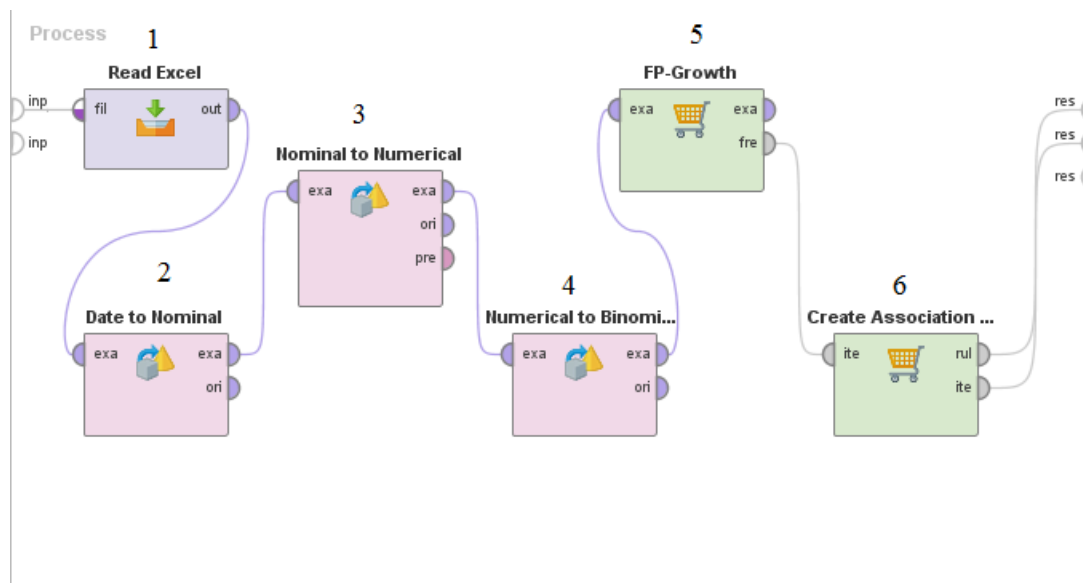 Process
1
Read Excel
inp
fil
out
inp
2
Date to Nominal
exa
exa
ori
3
Nominal to Numerical
exa
exa
ori
pre
4
Numerical to Binomi...
exa
exa
ori
5
FP-Growth
exa
exa
fre
6
Create Association ...
ite
rul
ite
res
res
res